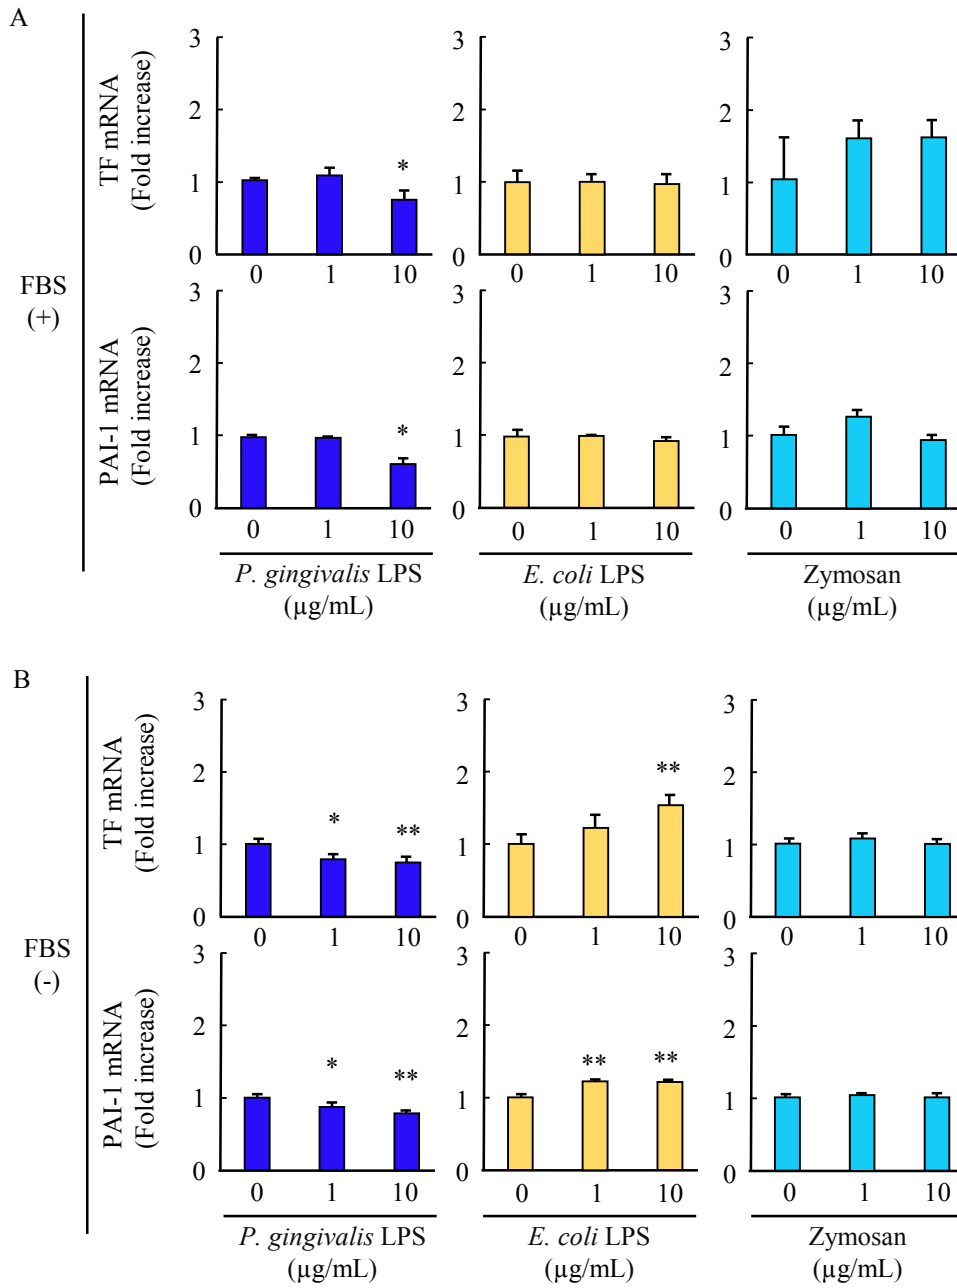 A
FBS
(+)
TF mRNA
(Fold increase)
3
2
1
0
*
0 1 10
3
2
1
0
0 1 10
3
2
1
0
0 1 10
PAI-1 mRNA
(Fold increase)
3
2
1
0
*
0 1 10
3
2
1
0
0 1 10
3
2
1
0
0 1 10
P. gingivalis LPS
(µg/mL)
E. coli LPS
(µg/mL)
Zymosan
(µg/mL)
B
FBS
(-)
TF mRNA
(Fold increase)
3
2
1
0
* **
0 1 10
3
2
1
0
**
0 1 10
3
2
1
0
0 1 10
PAI-1 mRNA
(Fold increase)
3
2
1
0
* **
0 1 10
3
2
1
0
** **
0 1 10
3
2
1
0
0 1 10
P. gingivalis LPS
(µg/mL)
E. coli LPS
(µg/mL)
Zymosan
(µg/mL)